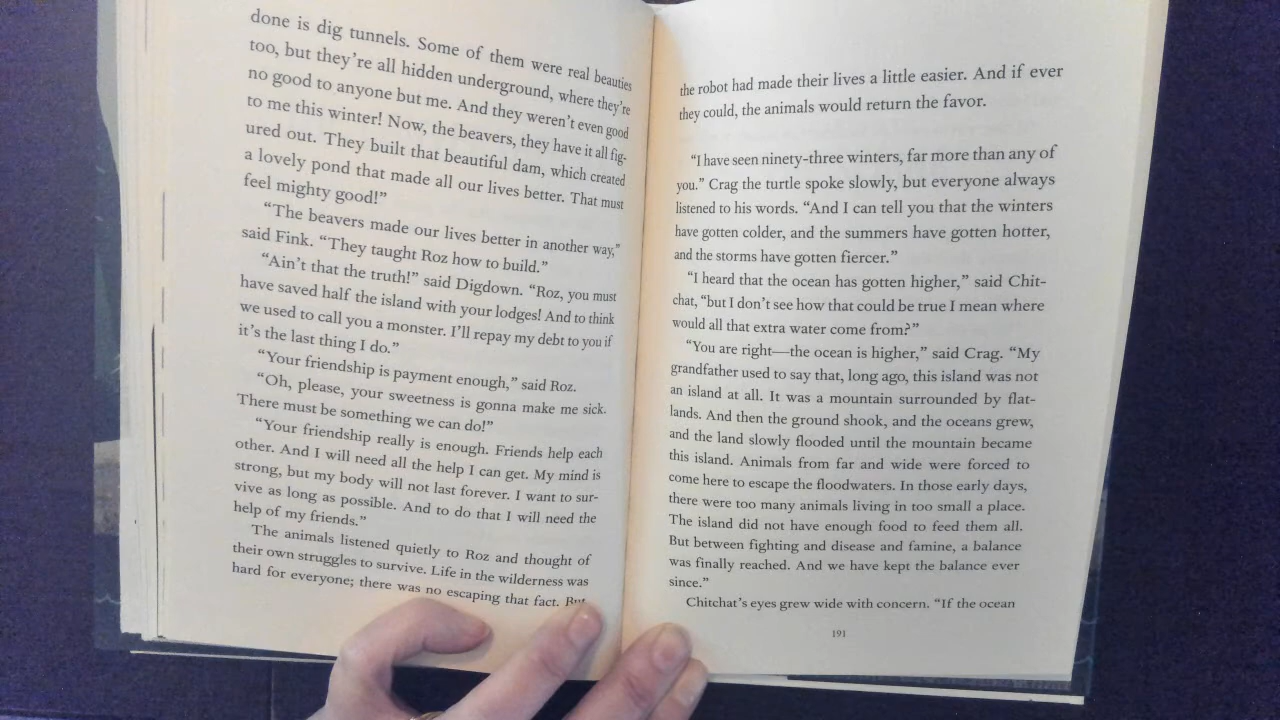 done is dig tunnels. Some of them were real beauties
too, but they're all hidden underground, where they're
no good to anyone but me. And they weren't even good
to me this winter! Now, the beavers, they have it all fig-
ured out. They built that beautiful dam, which created
a lovely pond that made all our lives better. That must
feel mighty good!”
“The beavers made our lives better in another way,”
said Fink. “They taught Roz how to build.”
“Ain't that the truth!” said Digdown. “Roz, you must
have saved half the island with your lodges! And to think
we used to call you a monster. I'll repay my debt to you if
it's the last thing I do.”
“Your friendship is payment enough,” said Roz.
“Oh, please, your sweetness is gonna make me sick.
There must be something we can do!”
“Your friendship really is enough. Friends help each
other. And I will need all the help I can get. My mind is
strong, but my body will not last forever. I want to sur-
vive as long as possible. And to do that I will need the
help of my friends.”
The animals listened quietly to Roz and thought of
their own struggles to survive. Life in the wilderness was
hard for everyone; there was no escaping that fact. But
the robot had made their lives a little easier. And if ever
they could, the animals would return the favor.
“I have seen ninety-three winters, far more than any of
you.” Crag the turtle spoke slowly, but everyone always
listened to his words. “And I can tell you that the winters
have gotten colder, and the summers have gotten hotter,
and the storms have gotten fiercer.”
“I heard that the ocean has gotten higher,” said Chit-
chat, “but I don't see how that could be true I mean where
would all that extra water come from?”
“You are right—the ocean is higher,” said Crag. “My
grandfather used to say that, long ago, this island was not
an island at all. It was a mountain surrounded by flat-
lands. And then the ground shook, and the oceans grew,
and the land slowly flooded until the mountain became
this island. Animals from far and wide were forced to
come here to escape the floodwaters. In those early days,
there were too many animals living in too small a place.
The island did not have enough food to feed them all.
But between fighting and disease and famine, a balance
was finally reached. And we have kept the balance ever
since.”
Chitchat's eyes grew wide with concern. “If the ocean
191